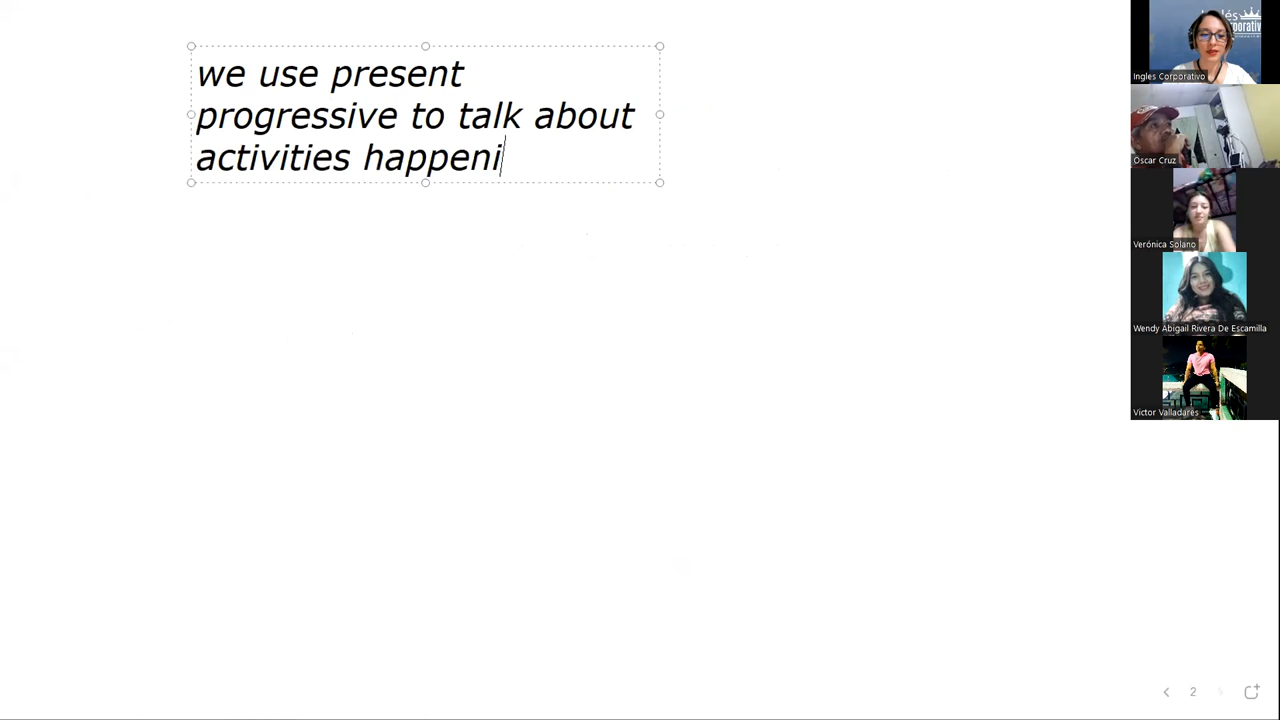 we use present
progressive to talk about
activities happeni
Ingles Corporativo
Oscar Cruz
Verónica Solano
Wendy Abigail Rivera De Escamilla
Victor Valladares
2